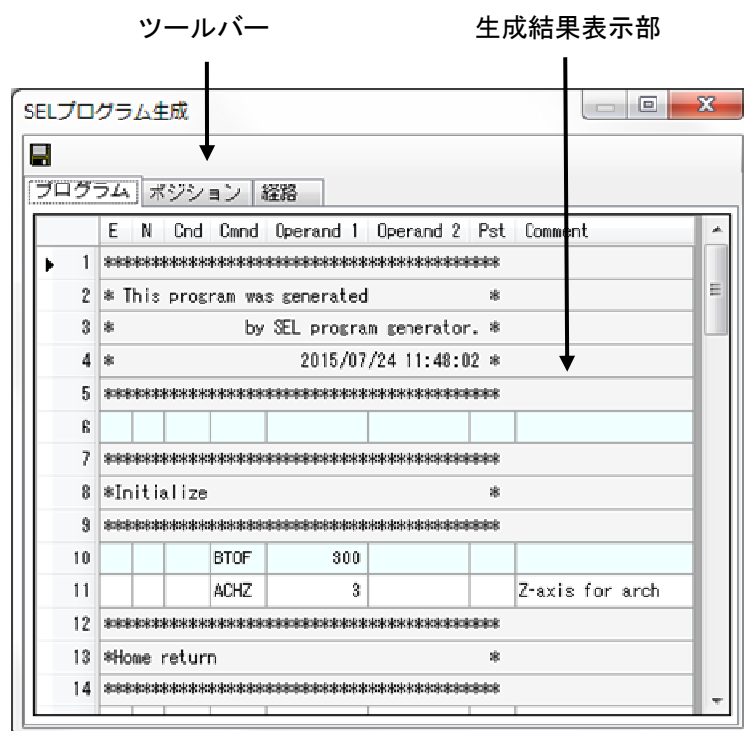 ツールバー 生成結果表示部
SELプログラム生成
プログラム ポジション 経路
E N Cnd Cmnd Operand 1 Operand 2 Pst Comment
1 ****************************************
2 * This program was generated *
3 * by SEL program generator. *
4 * 2015/07/24 11:48:02 *
5 ****************************************
6
7 ****************************************
8 *Initialize *
9 ****************************************
10 BTOF 300
11 ACHZ 3 Z-axis for arch
12 ****************************************
13 *Home return *
14 ****************************************